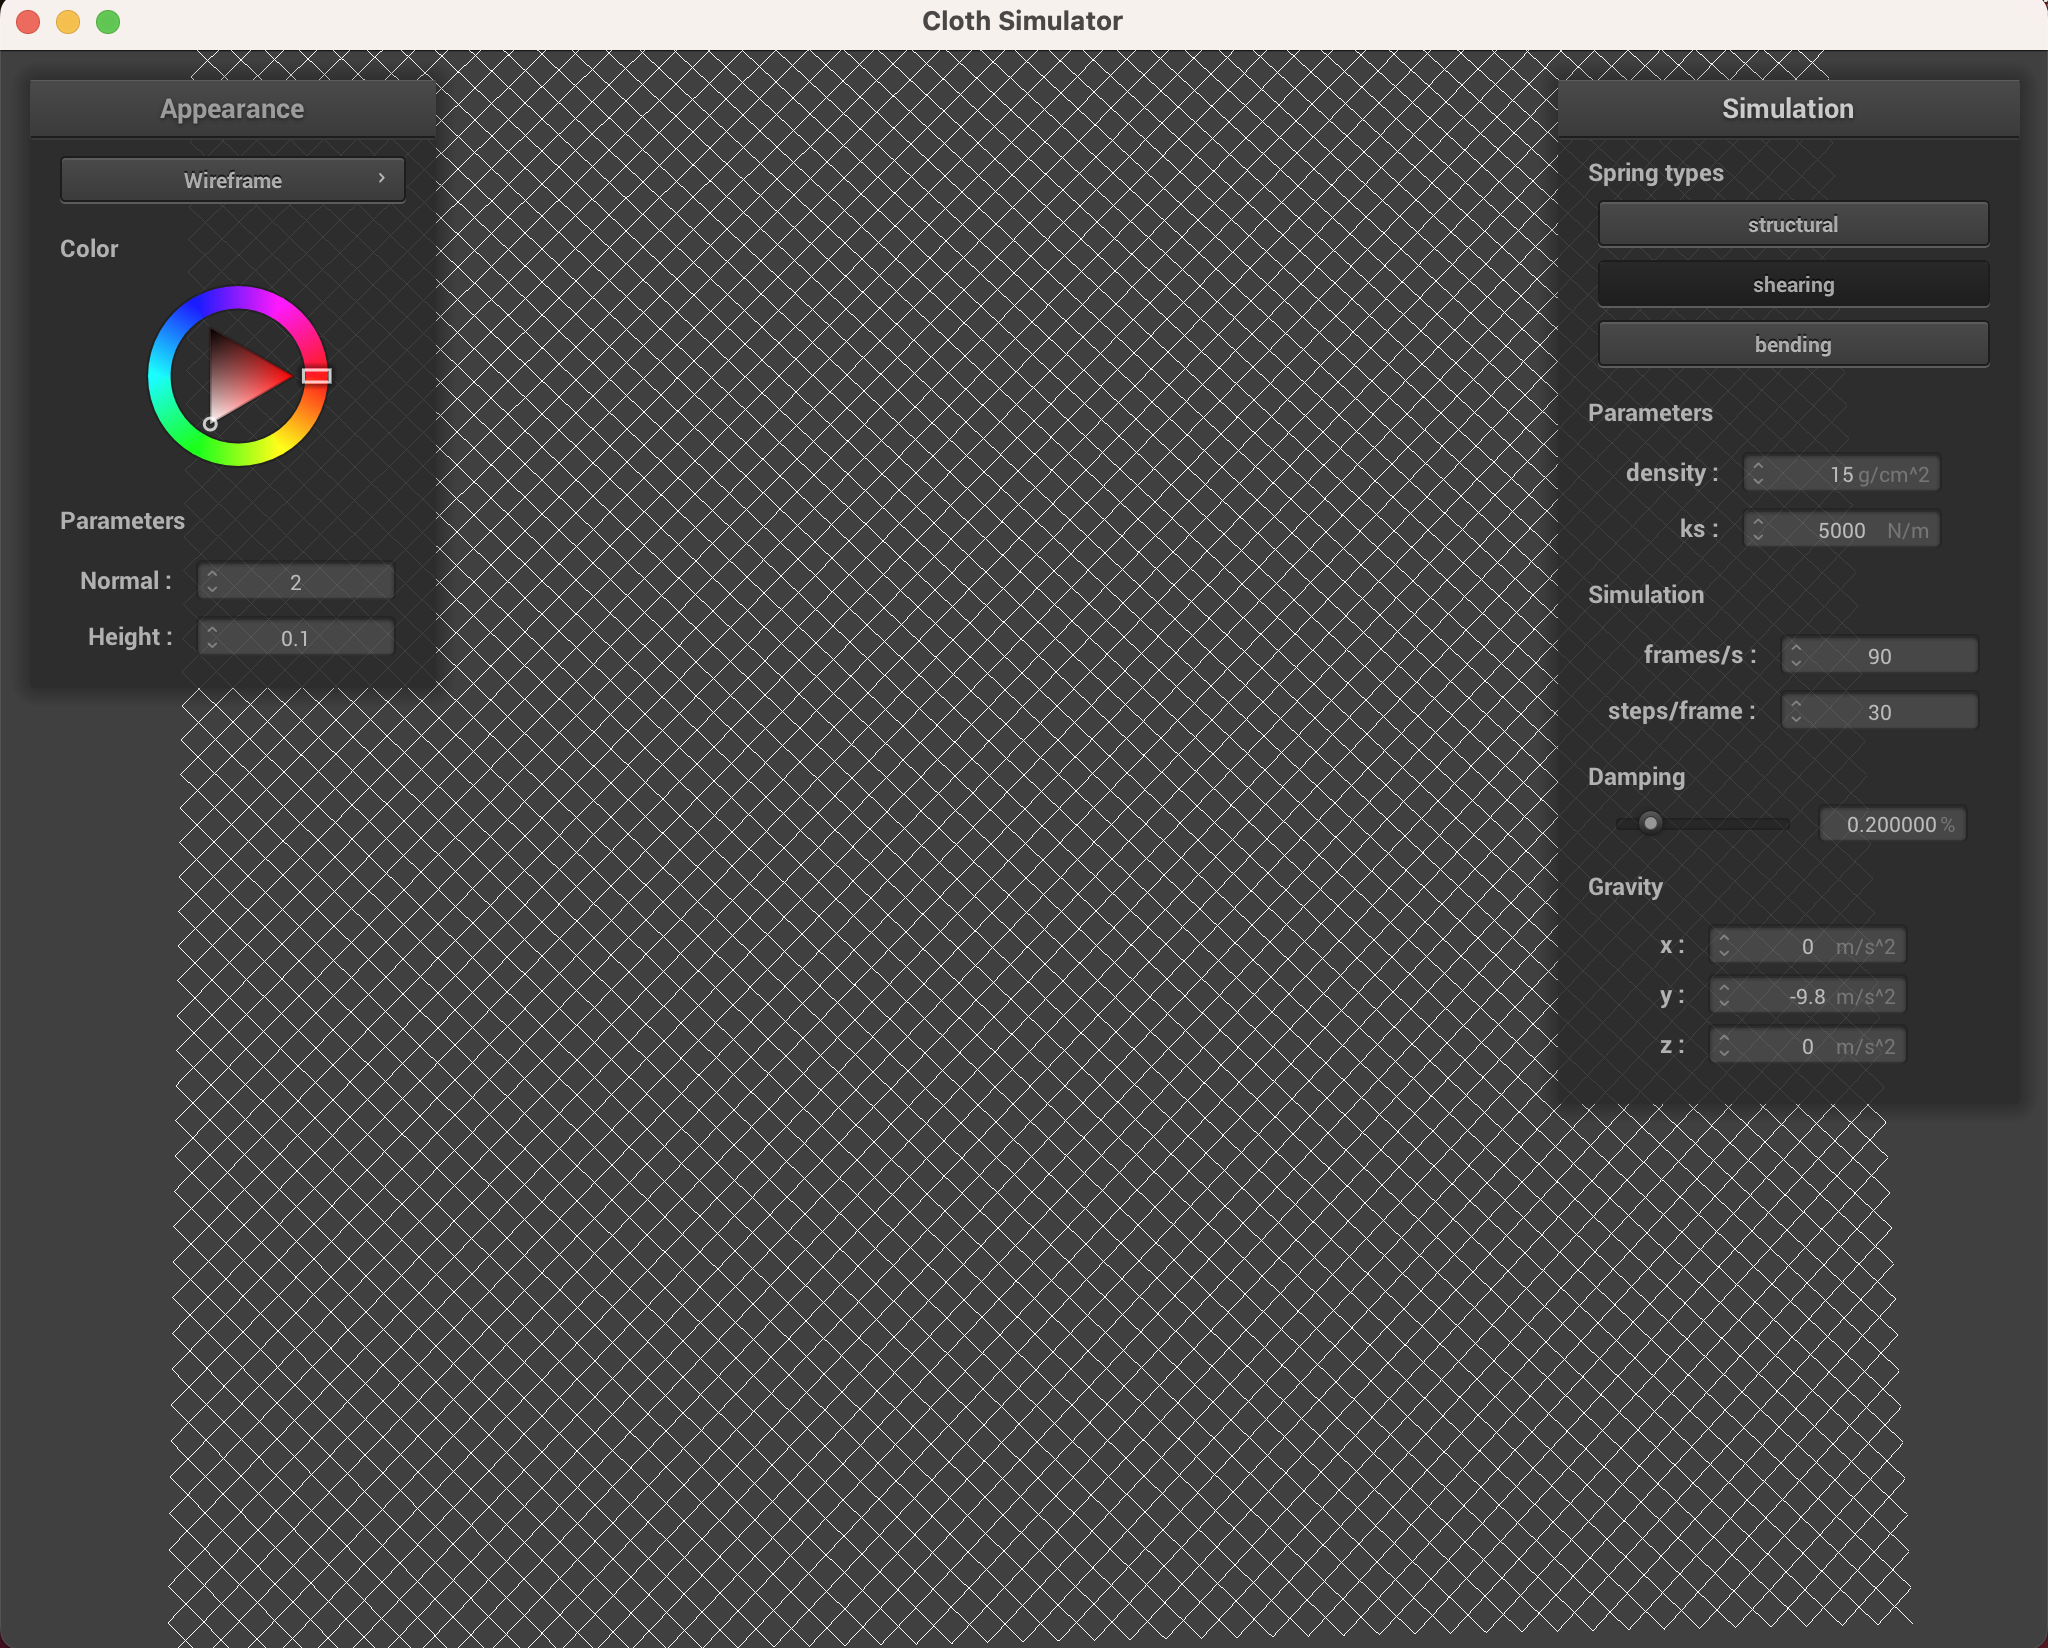 Cloth Simulator
Appearance
Wireframe
Color
Parameters
Normal : 2
Height : 0.1
Simulation
Spring types
structural
shearing
bending
Parameters
density : 15 g/cm^2
ks : 5000 N/m
Simulation
frames/s : 90
steps/frame : 30
Damping
0.200000 %
Gravity
x : 0 m/s^2
y : -9.8 m/s^2
z : 0 m/s^2